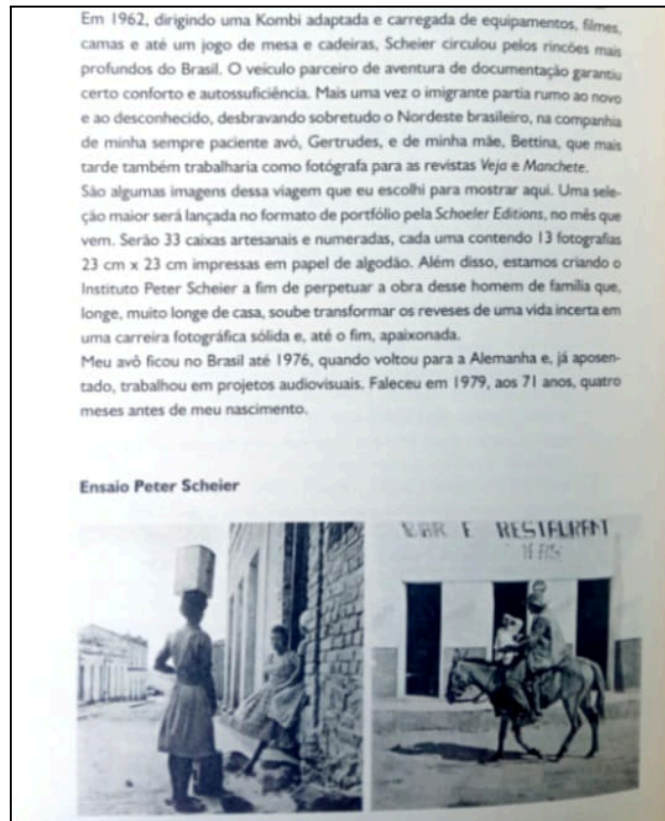 Em 1962, dirigindo uma Kombi adaptada e carregada de equipamentos, filmes,
camas e até um jogo de mesa e cadeiras, Scheier circulou pelos rincões mais
profundos do Brasil. O veículo parceiro de aventura de documentação garantiu
certo conforto e autossuficiência. Mais uma vez o imigrante partia rumo ao novo
e ao desconhecido, desbravando sobretudo o Nordeste brasileiro, na companhia
de minha sempre paciente avó, Gertrudes, e de minha mãe, Bettina, que mais
tarde também trabalharia como fotógrafa para as revistas Veja e Manchete.
São algumas imagens dessa viagem que eu escolhi para mostrar aqui. Uma sele-
ção maior será lançada no formato de portfólio pela Schoeler Editions, no mês que
vem. Serão 33 caixas artesanais e numeradas, cada uma contendo 13 fotografias
23 cm x 23 cm impressas em papel de algodão. Além disso, estamos criando o
Instituto Peter Scheier a fim de perpetuar a obra desse homem de família que,
longe, muito longe de casa, soube transformar os reveses de uma vida incerta em
uma carreira fotográfica sólida e, até o fim, apaixonada.
Meu avô ficou no Brasil até 1976, quando voltou para a Alemanha e, já aposen-
tado, trabalhou em projetos audiovisuais. Faleceu em 1979, aos 71 anos, quatro
meses antes de meu nascimento.
Ensaio Peter Scheier
BAR E RESTAURANT